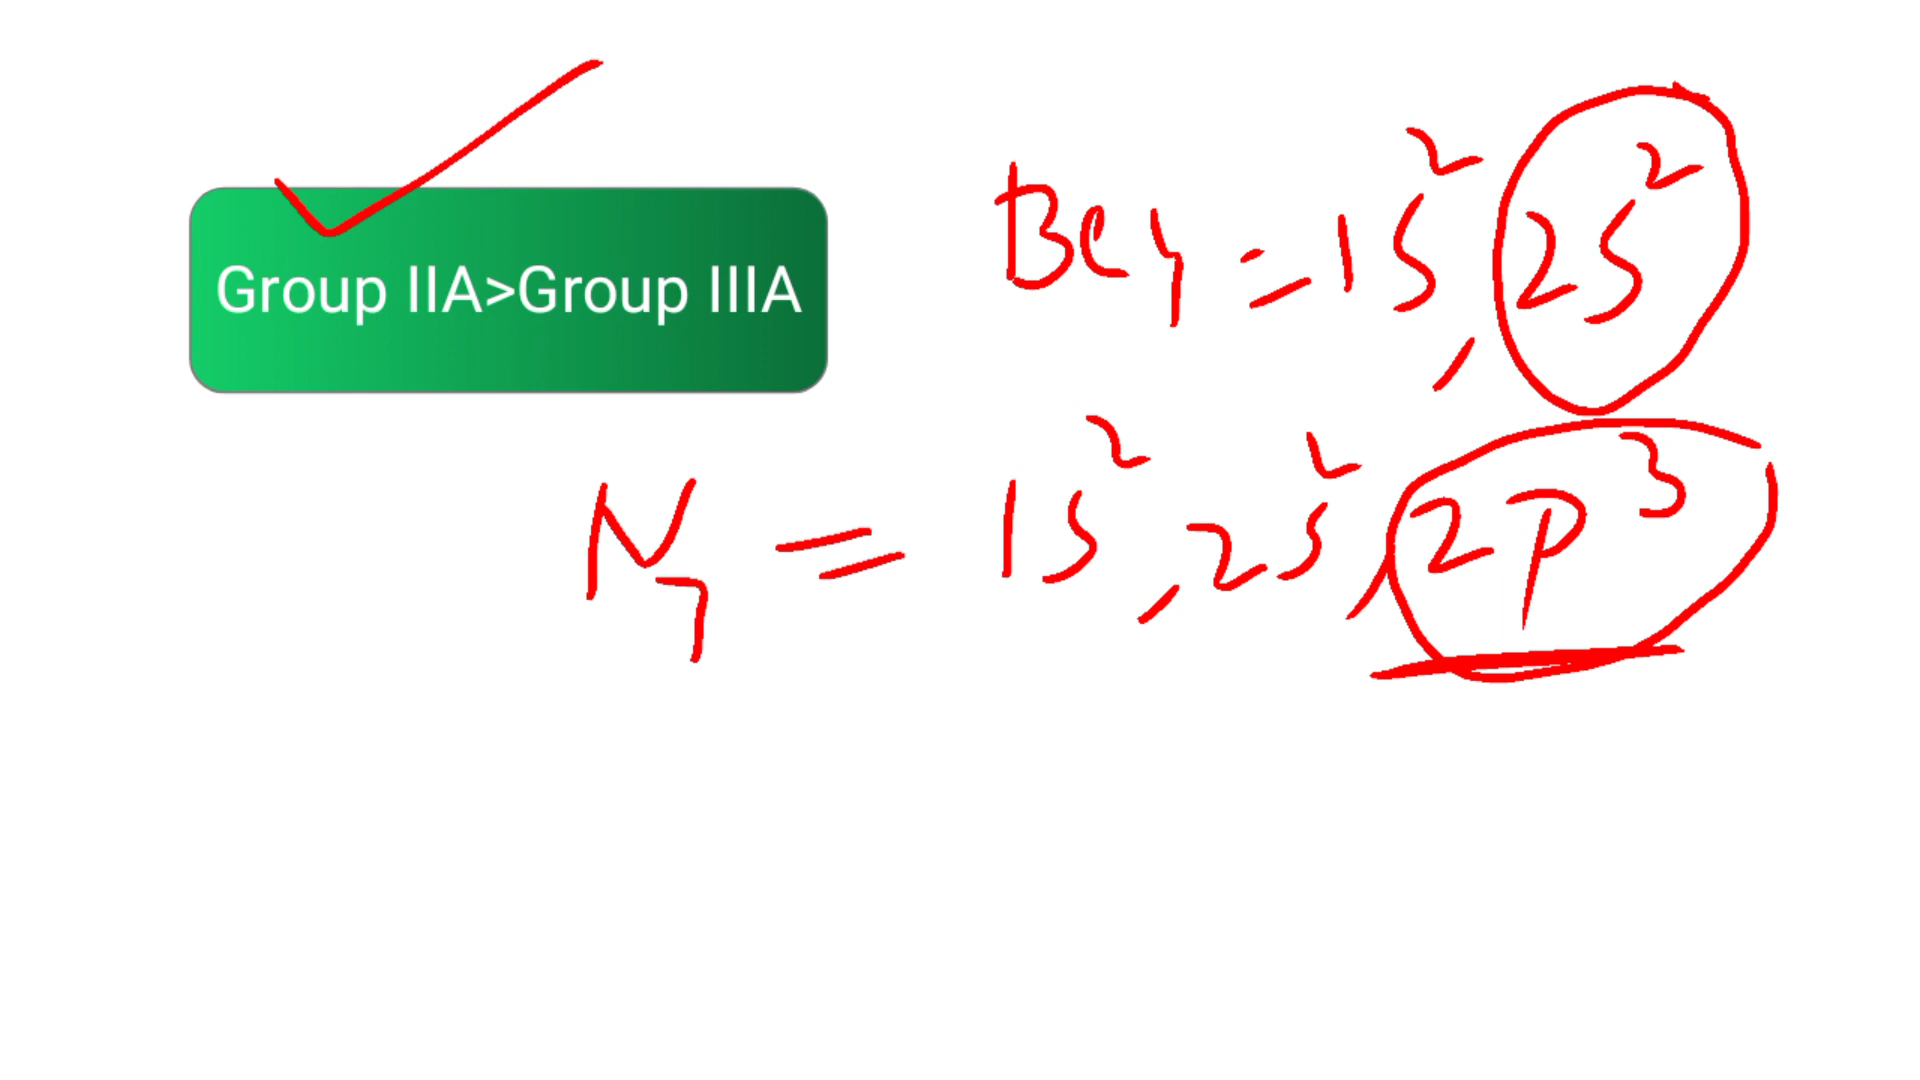 Group IIA>Group IIIA
Be4 = 1s², 2s²
N7 = 1s², 2s², 2p³